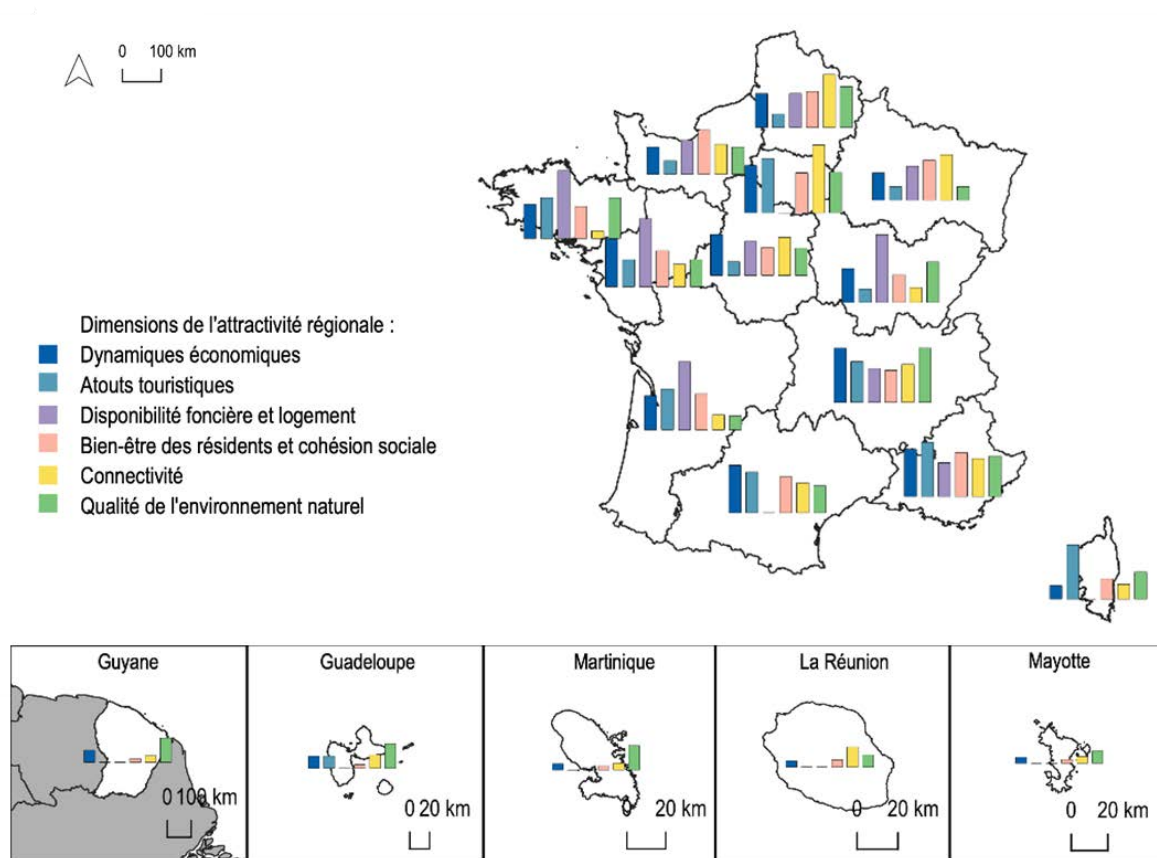 0 100 km
Dimensions de l'attractivité régionale :
Dynamiques économiques
Atouts touristiques
Disponibilité foncière et logement
Bien-être des résidents et cohésion sociale
Connectivité
Qualité de l'environnement naturel
Guyane
Guadeloupe
Martinique
La Réunion
Mayotte
0 100 km
0 20 km
0 20 km
0 20 km
0 20 km